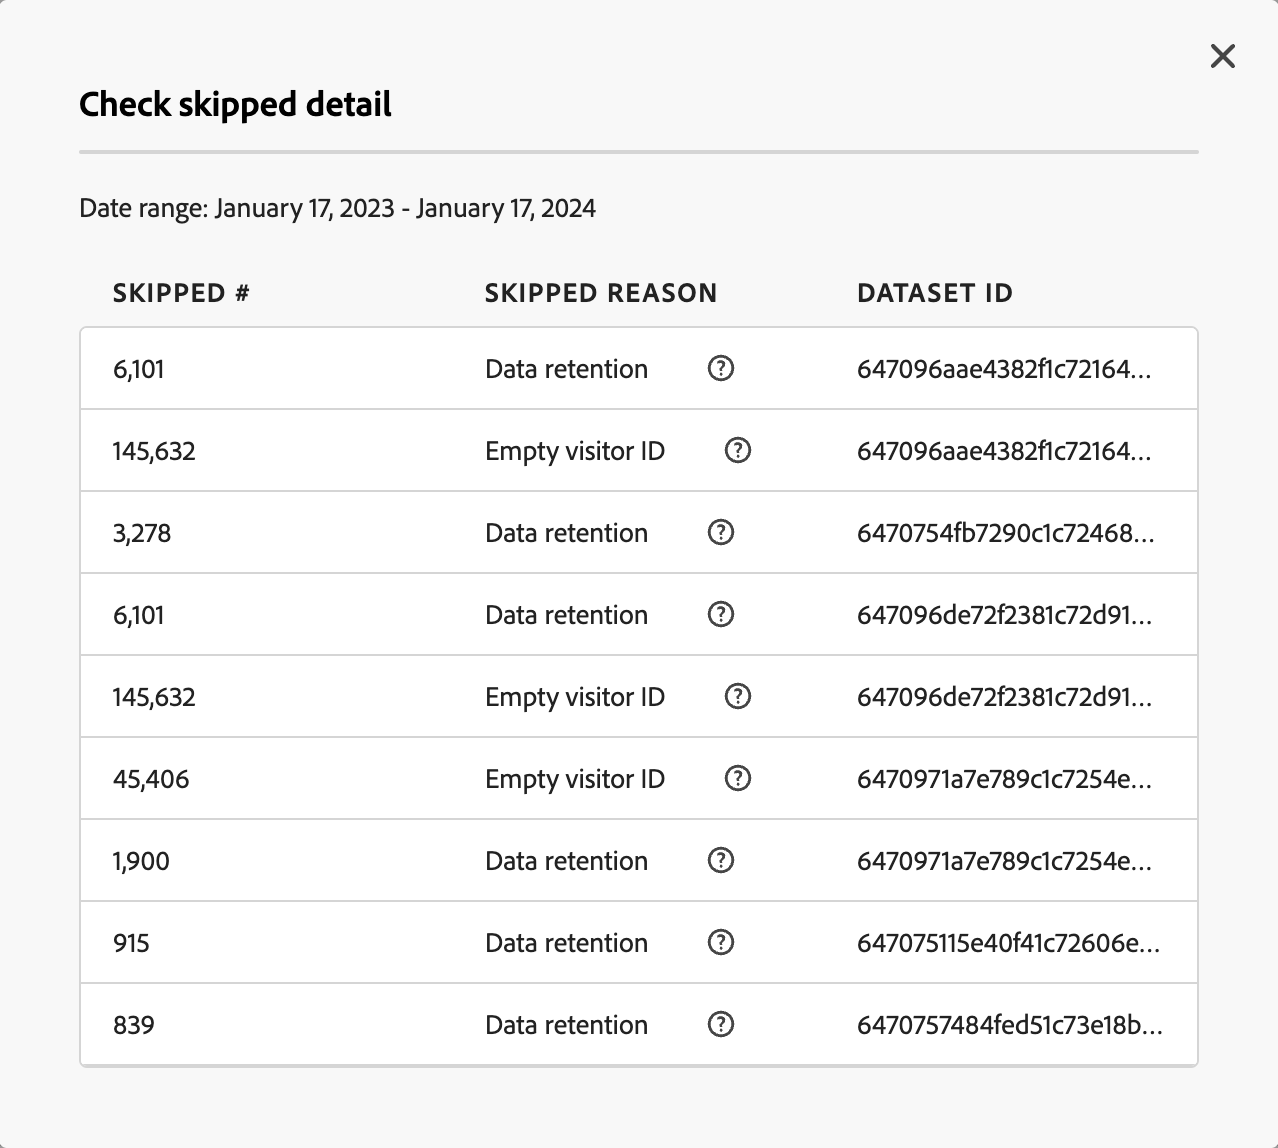 Check skipped detail
Date range: January 17, 2023 - January 17, 2024
SKIPPED # SKIPPED REASON DATASET ID
6,101 Data retention 647096aae4382f1c72164...
145,632 Empty visitor ID 647096aae4382f1c72164...
3,278 Data retention 6470754fb7290c1c72468...
6,101 Data retention 647096de72f2381c72d91...
145,632 Empty visitor ID 647096de72f2381c72d91...
45,406 Empty visitor ID 6470971a7e789c1c7254e...
1,900 Data retention 6470971a7e789c1c7254e...
915 Data retention 647075115e40f41c72606e...
839 Data retention 6470757484fed51c73e18b...